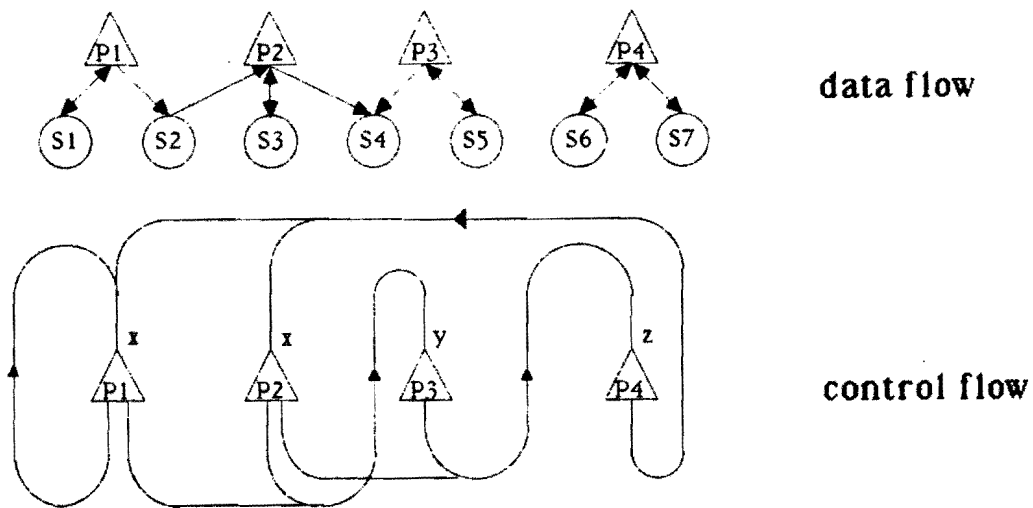 P1 P2 P3 P4
data flow
S1 S2 S3 S4 S5 S6 S7
x x y z
P1 P2 P3 P4
control flow